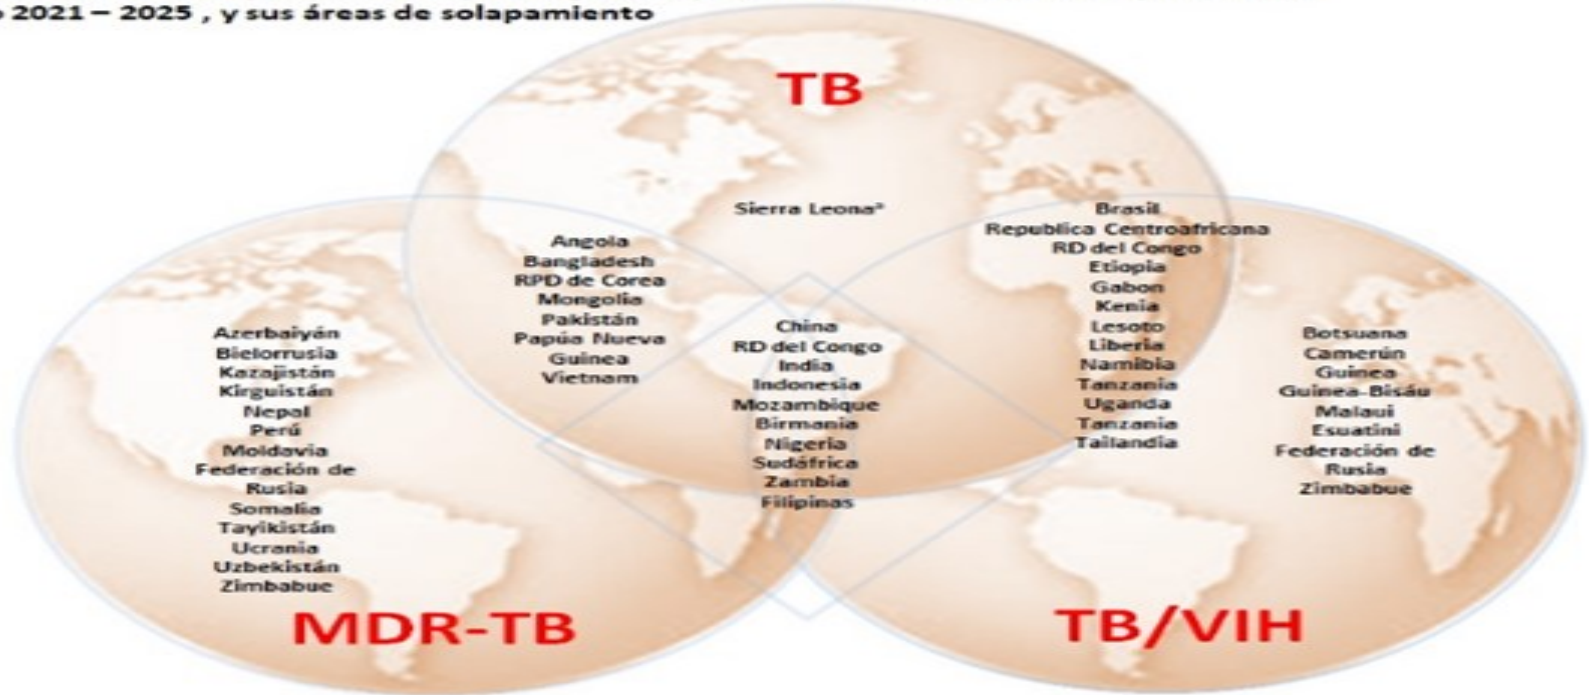 2021 – 2025 , y sus áreas de solapamiento
TB
Sierra Leonaª
Angola
Bangladesh
RPD de Corea
Mongolia
Pakistán
Papúa Nueva
Guinea
Vietnam
Brasil
Republica Centroafricana
RD del Congo
Etiopia
Gabon
Kenia
Lesoto
Liberia
Namibia
Tanzania
Uganda
Tanzania
Tailandia
China
RD del Congo
India
Indonesia
Mozambique
Birmania
Nigeria
Sudáfrica
Zambia
Filipinas
Azerbaiyán
Bielorrusia
Kazajistán
Kirguistán
Nepal
Perú
Moldavia
Federación de
Rusia
Somalia
Tayikistán
Ucrania
Uzbekistán
Zimbabue
Botsuana
Camerún
Guinea
Guinea-Bisáu
Malaui
Esuatini
Federación de
Rusia
Zimbabue
MDR-TB
TB/VIH